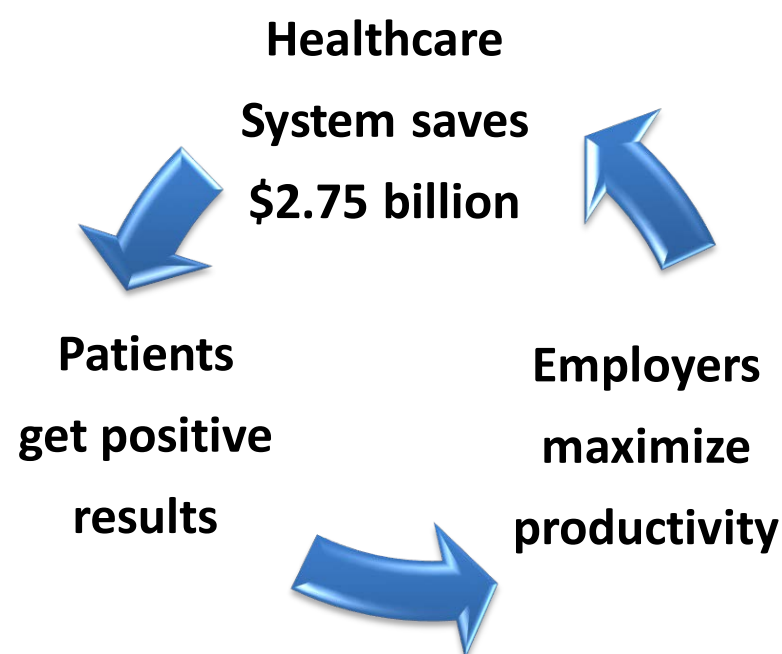 Healthcare
System saves
$2.75 billion
Patients
get positive
results
Employers
maximize
productivity